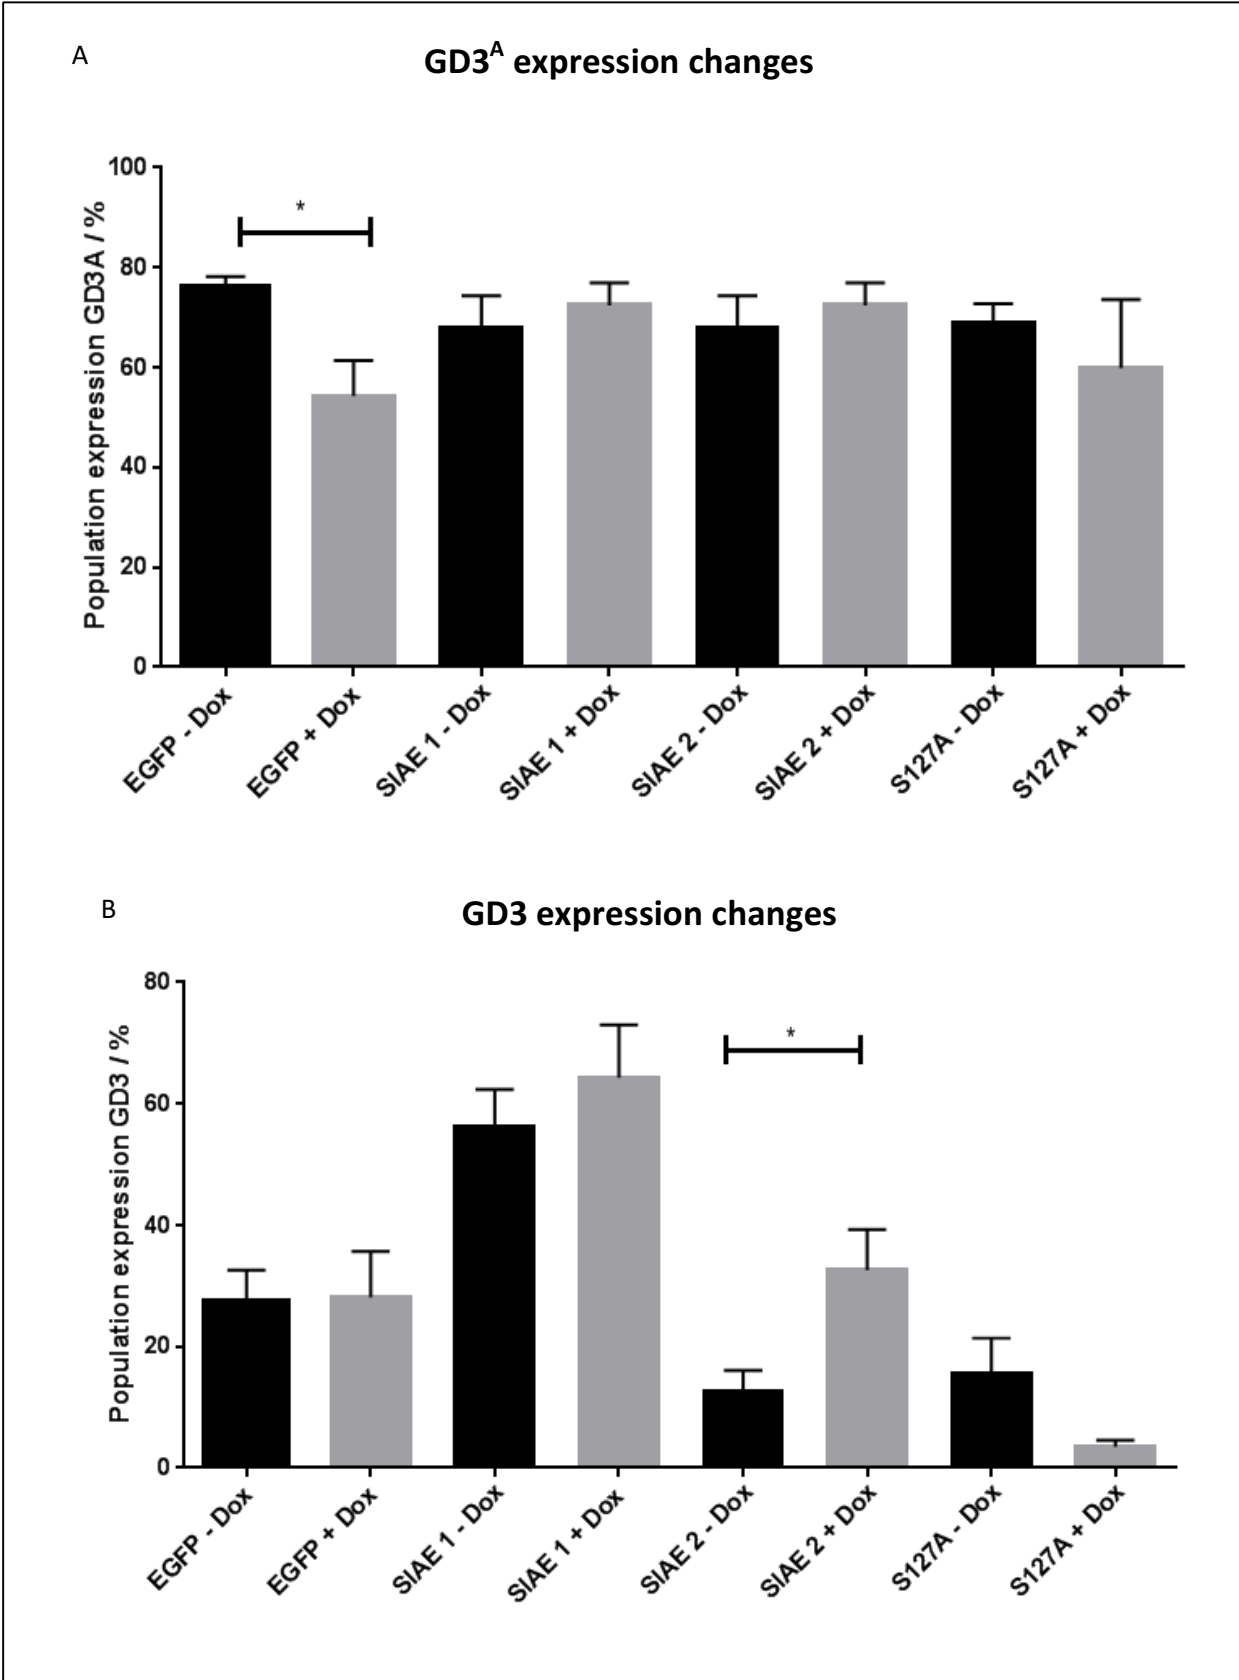 A
GD3ᴬ expression changes
Population expression GD3A / %
100
80
60
40
20
0
*
EGFP - Dox
EGFP + Dox
SIAE 1 - Dox
SIAE 1 + Dox
SIAE 2 - Dox
SIAE 2 + Dox
S127A - Dox
S127A + Dox
B
GD3 expression changes
Population expression GD3 / %
80
60
40
20
0
*
EGFP - Dox
EGFP + Dox
SIAE 1 - Dox
SIAE 1 + Dox
SIAE 2 - Dox
SIAE 2 + Dox
S127A - Dox
S127A + Dox